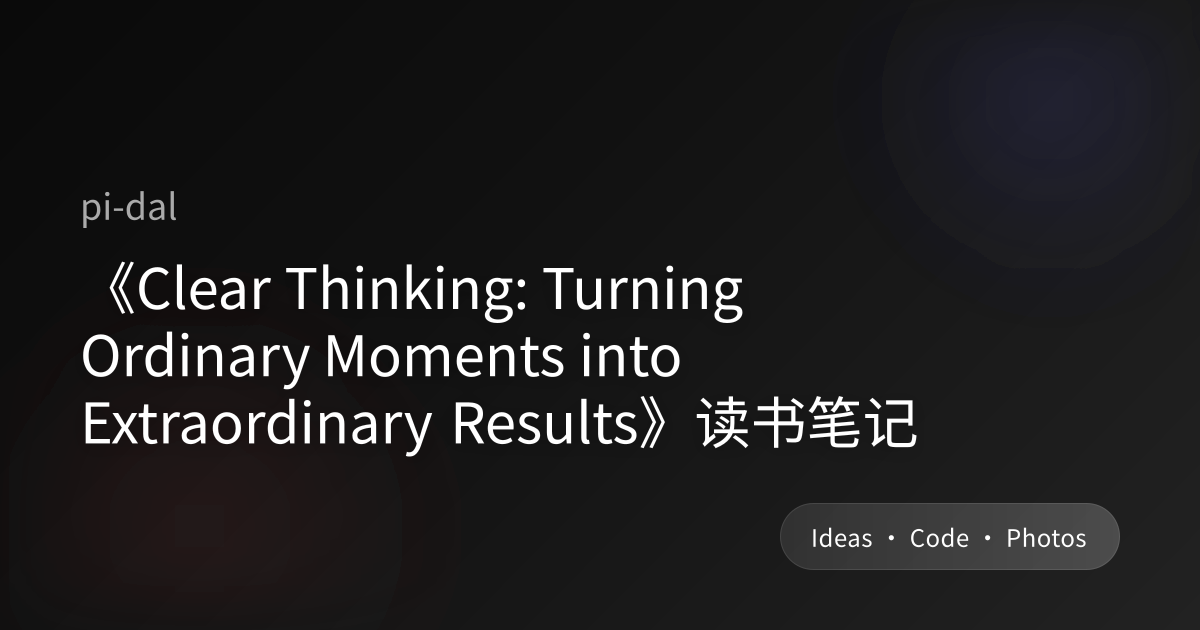 pi-dal
《Clear Thinking: Turning
Ordinary Moments into
Extraordinary Results》读书笔记
Ideas • Code • Photos